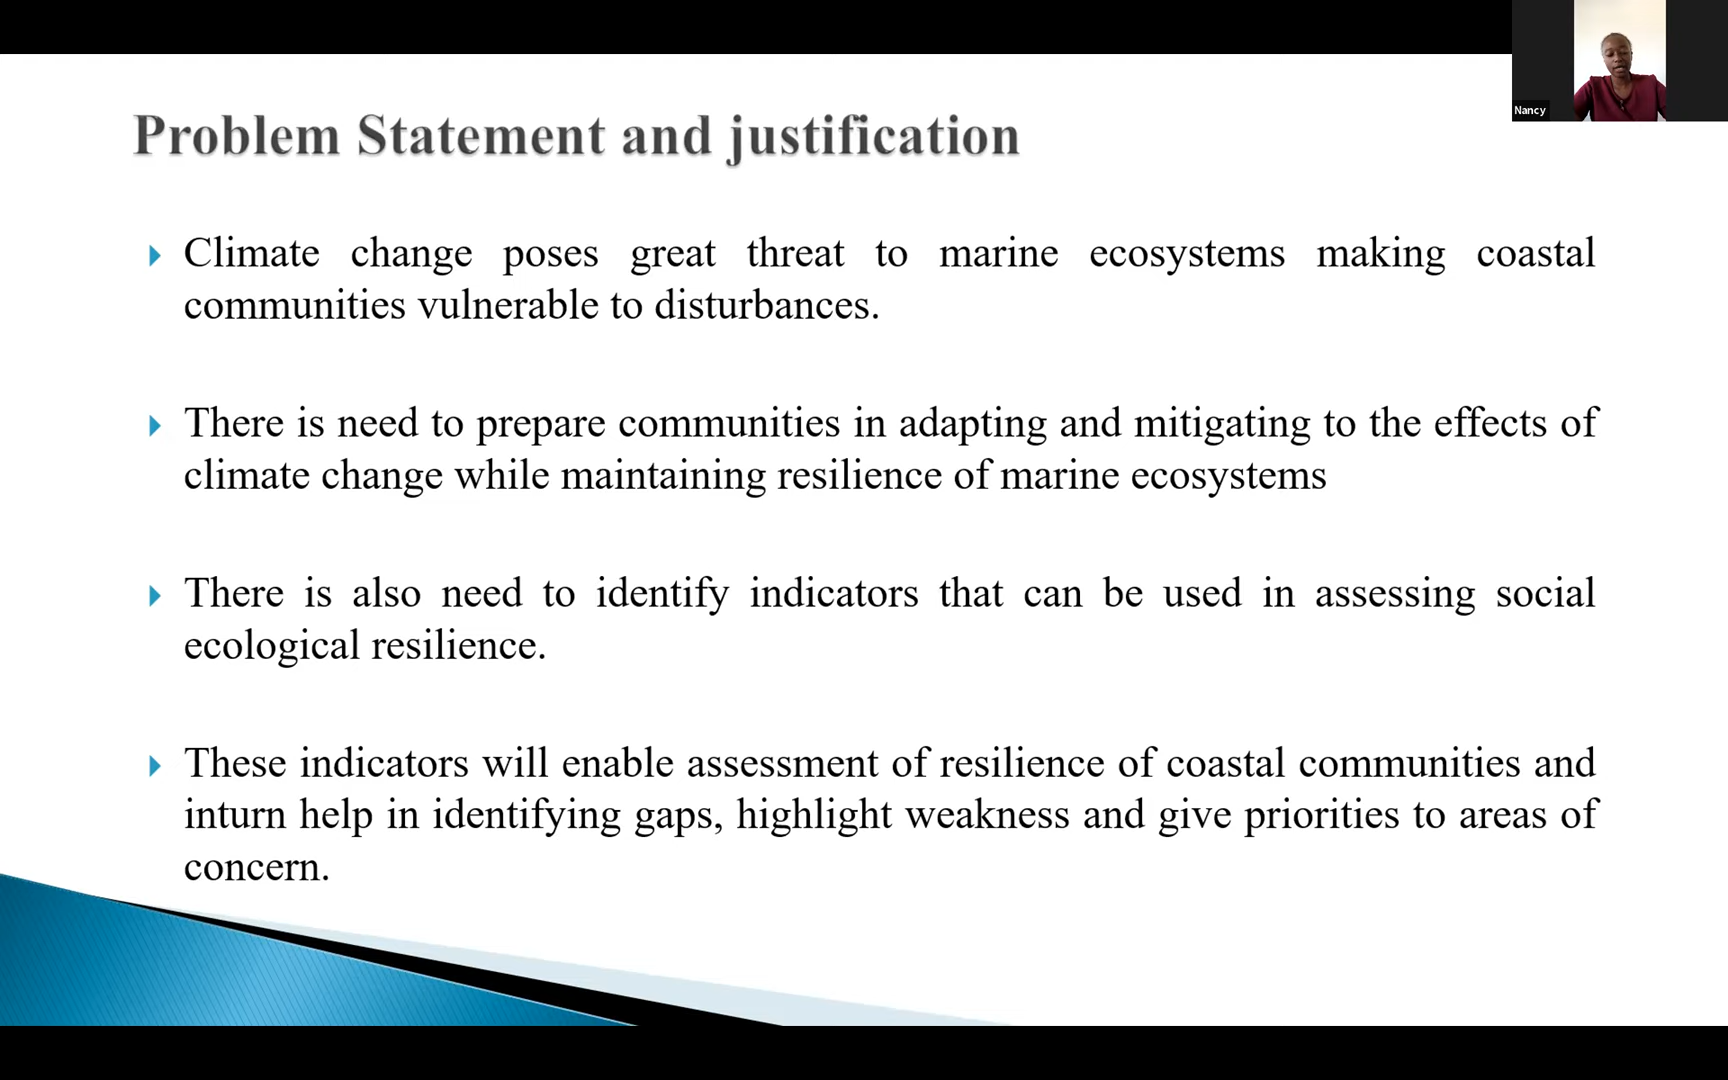 Nancy
Problem Statement and justification
Climate change poses great threat to marine ecosystems making coastal
communities vulnerable to disturbances.
There is need to prepare communities in adapting and mitigating to the effects of
climate change while maintaining resilience of marine ecosystems
There is also need to identify indicators that can be used in assessing social
ecological resilience.
These indicators will enable assessment of resilience of coastal communities and
inturn help in identifying gaps, highlight weakness and give priorities to areas of
concern.